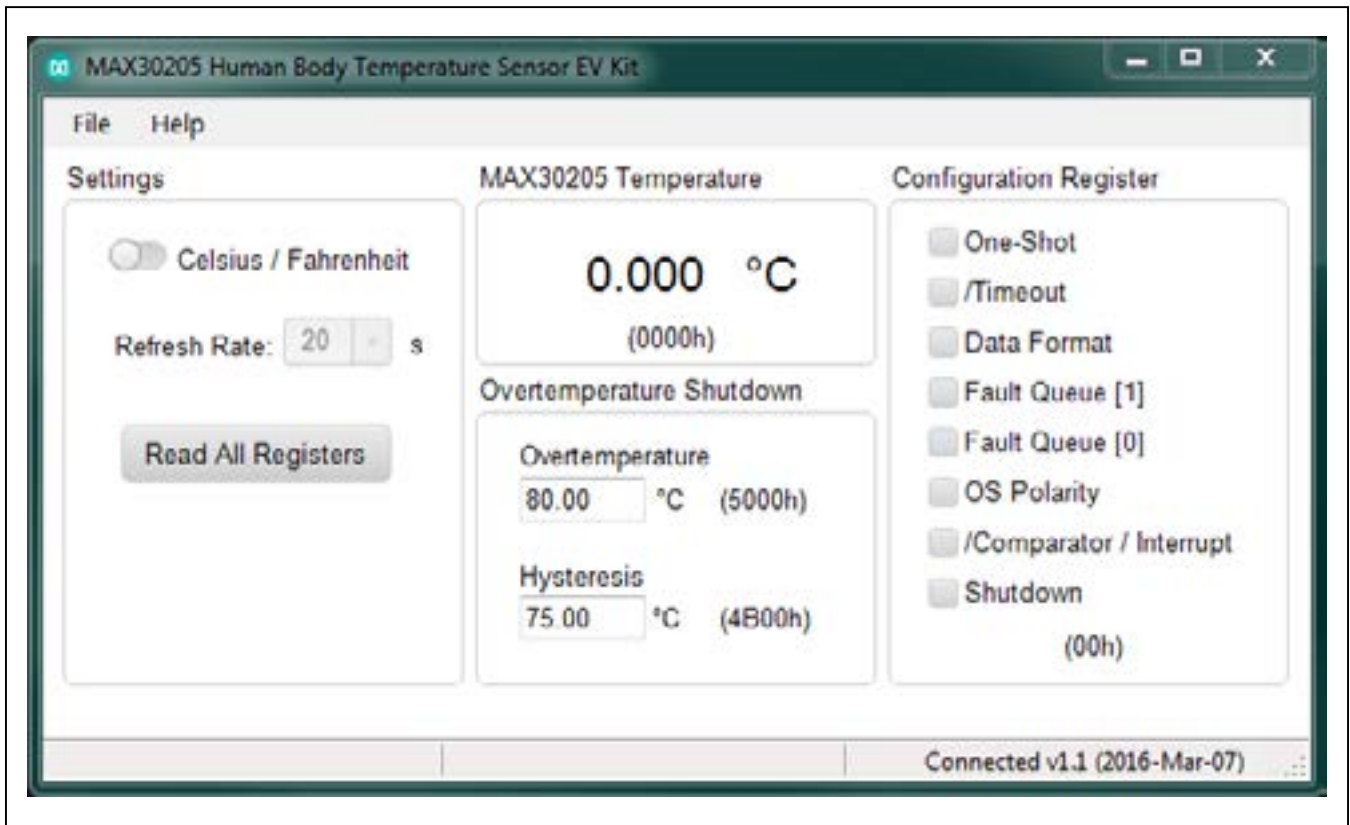 MAX30205 Human Body Temperature Sensor EV Kit
File Help
Settings
Celsius / Fahrenheit
Refresh Rate: 20 s
Read All Registers
MAX30205 Temperature
0.000 °C
(0000h)
Overtemperature Shutdown
Overtemperature
80.00 °C (5000h)
Hysteresis
75.00 °C (4B00h)
Configuration Register
One-Shot
/Timeout
Data Format
Fault Queue [1]
Fault Queue [0]
OS Polarity
/Comparator / Interrupt
Shutdown
(00h)
Connected v1.1 (2016-Mar-07)